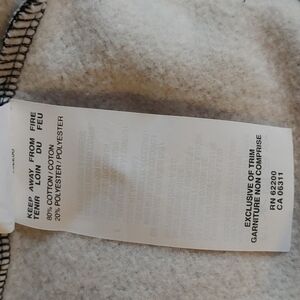 KEEP AWAY FROM FIRE
TENIR LOIN DU FEU
80% COTTON / COTON
20% POLYESTER / POLYESTER
EXCLUSIVE OF TRIM
GARNITURE NON COMPRISE
RN 62200
CA 06311